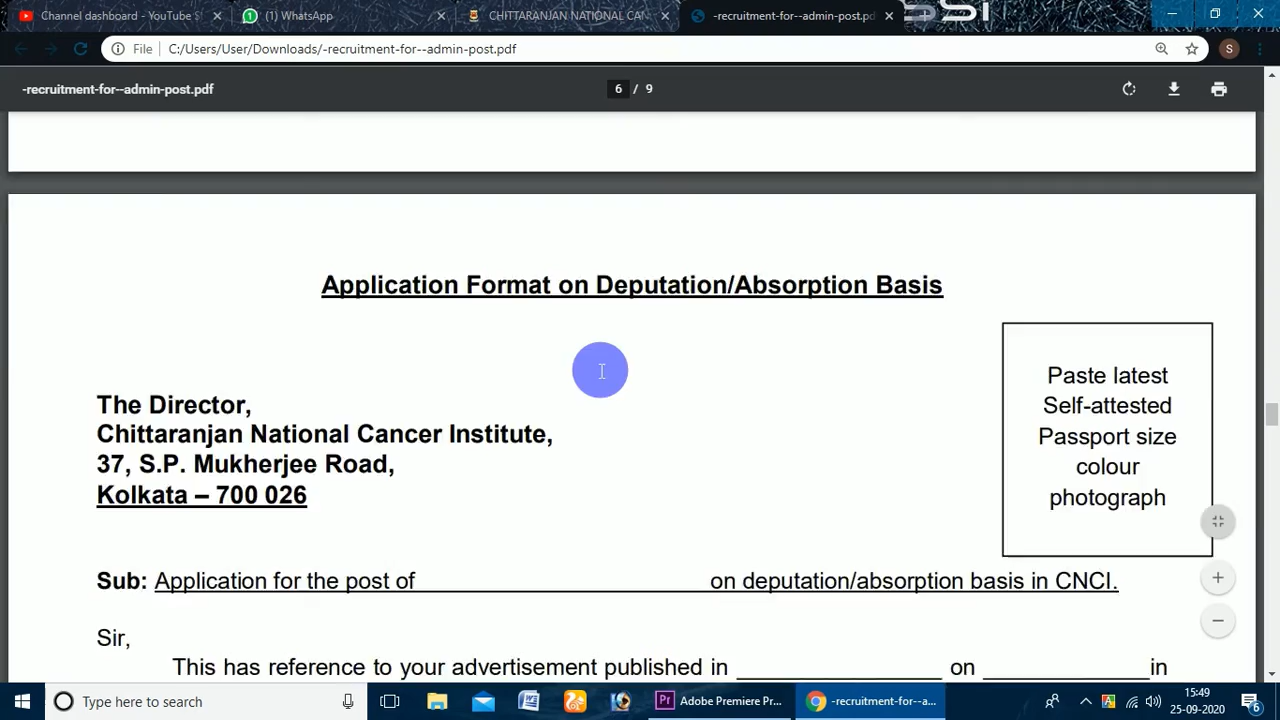 Channel dashboard - YouTube
(1) WhatsApp
CHITTARANJAN NATIONAL CA
-recruitment-for--admin-post.pdf
File
C:/Users/User/Downloads/-recruitment-for--admin-post.pdf
S
-recruitment-for--admin-post.pdf
6 / 9
Application Format on Deputation/Absorption Basis
Paste latest
Self-attested
Passport size
colour
photograph
The Director,
Chittaranjan National Cancer Institute,
37, S.P. Mukherjee Road,
Kolkata – 700 026
Sub: Application for the post of on deputation/absorption basis in CNCI.
Sir,
This has reference to your advertisement published in _______________ on ____________in
Type here to search
Adobe Premiere Pr...
-recruitment-for--a...
15:49
25-09-2020
6